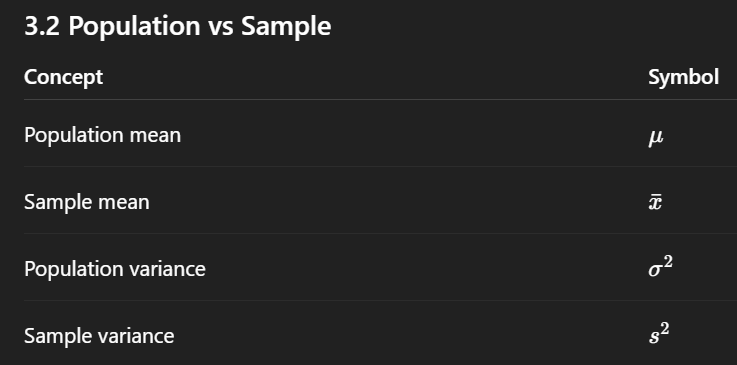 3.2 Population vs Sample
Concept Symbol
Population mean μ
Sample mean x̄
Population variance σ²
Sample variance s²